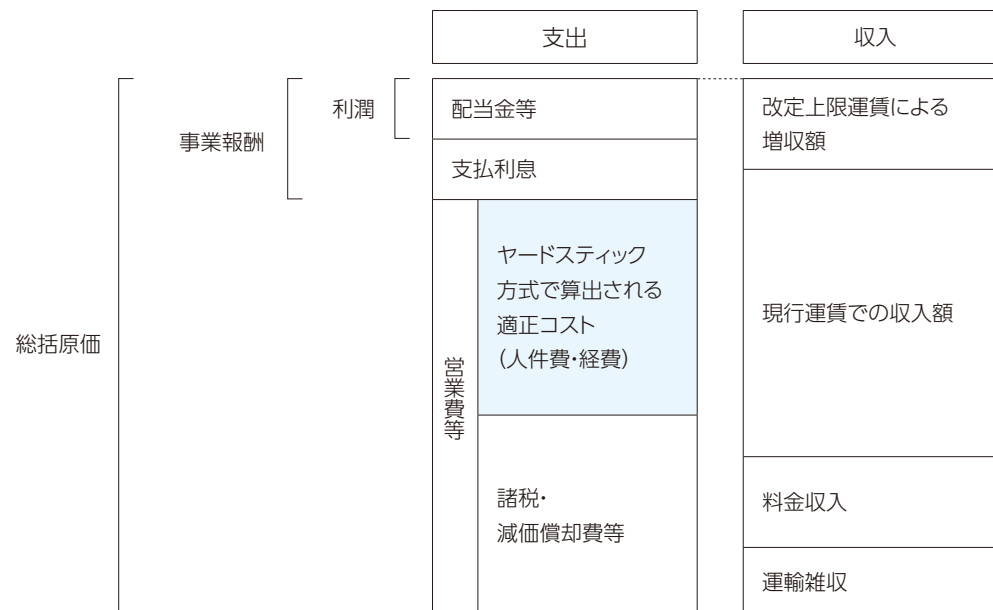 支出
収入
総括原価
事業報酬
利潤
配当金等
支払利息
営業費等
ヤードスティック
方式で算出される
適正コスト
（人件費・経費）
諸税・
減価償却費等
改定上限運賃による
増収額
現行運賃での収入額
料金収入
運輸雑収